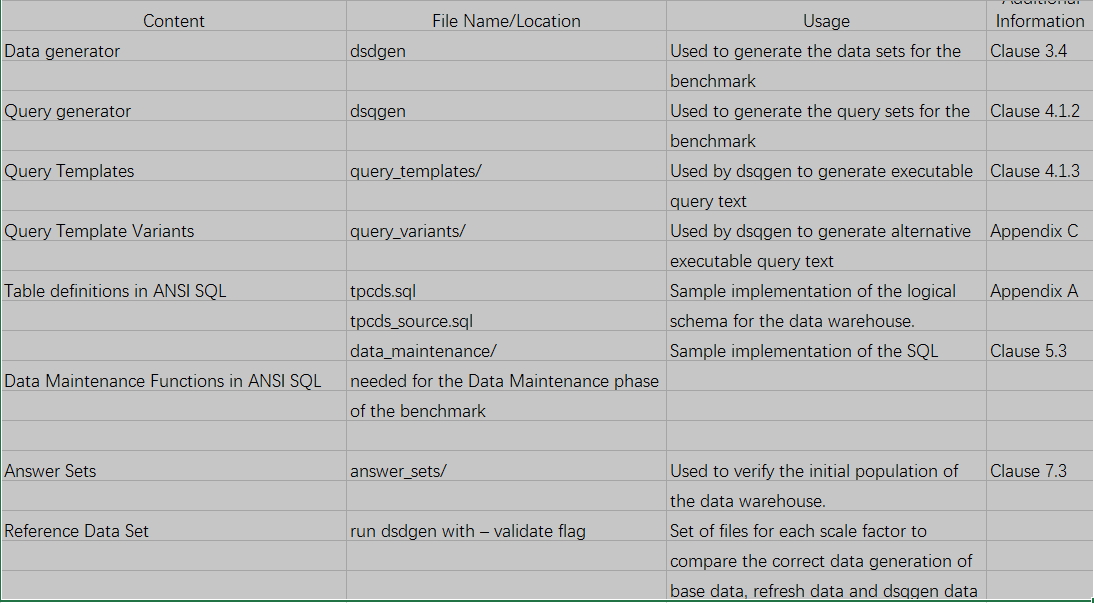 Additional
Content File Name/Location Usage Information
Data generator dsdgen Used to generate the data sets for the Clause 3.4
benchmark
Query generator dsqgen Used to generate the query sets for the Clause 4.1.2
benchmark
Query Templates query_templates/ Used by dsqgen to generate executable Clause 4.1.3
query text
Query Template Variants query_variants/ Used by dsqgen to generate alternative Appendix C
executable query text
Table definitions in ANSI SQL tpcds.sql Sample implementation of the logical Appendix A
tpcds_source.sql schema for the data warehouse.
data_maintenance/ Sample implementation of the SQL Clause 5.3
Data Maintenance Functions in ANSI SQL needed for the Data Maintenance phase
of the benchmark
Answer Sets answer_sets/ Used to verify the initial population of Clause 7.3
the data warehouse.
Reference Data Set run dsdgen with – validate flag Set of files for each scale factor to
compare the correct data generation of
base data, refresh data and dsqgen data